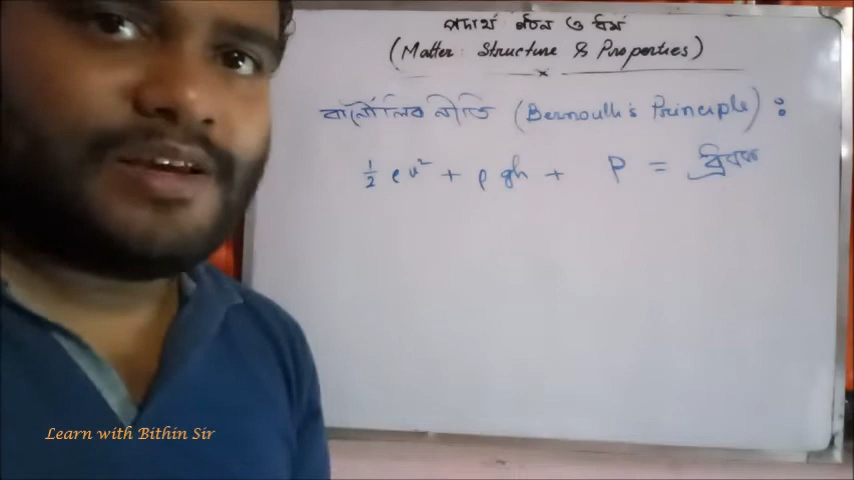 পদার্থ গঠন ও ধর্ম
(Matter: Structure & Properties)
বার্নৌলির নীতি (Bernoulli's Principle) :
½ ρv² + ρgh + P = ধ্রুবক
Learn with Bithin Sir